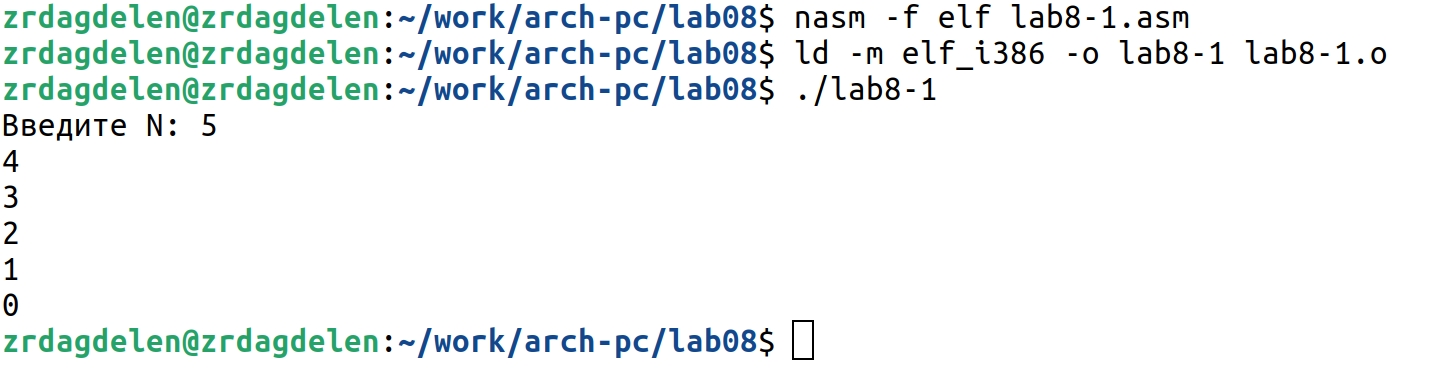 zrdagdelen@zrdagdelen:~/work/arch-pc/lab08$ nasm -f elf lab8-1.asm
zrdagdelen@zrdagdelen:~/work/arch-pc/lab08$ ld -m elf_i386 -o lab8-1 lab8-1.o
zrdagdelen@zrdagdelen:~/work/arch-pc/lab08$ ./lab8-1
Введите N: 5
4
3
2
1
0
zrdagdelen@zrdagdelen:~/work/arch-pc/lab08$